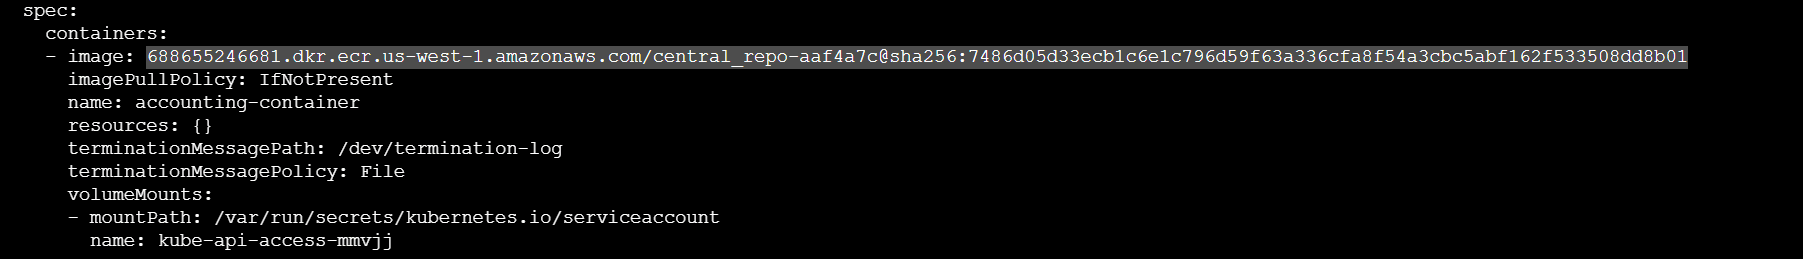 spec:
containers:
- image: 688655246681.dkr.ecr.us-west-1.amazonaws.com/central_repo-aaf4a7c@sha256:7486d05d33ecb1c6e1c796d59f63a336cfa8f54a3cbc5abf162f533508dd8b01
imagePullPolicy: IfNotPresent
name: accounting-container
resources: {}
terminationMessagePath: /dev/termination-log
terminationMessagePolicy: File
volumeMounts:
- mountPath: /var/run/secrets/kubernetes.io/serviceaccount
name: kube-api-access-mmvjj